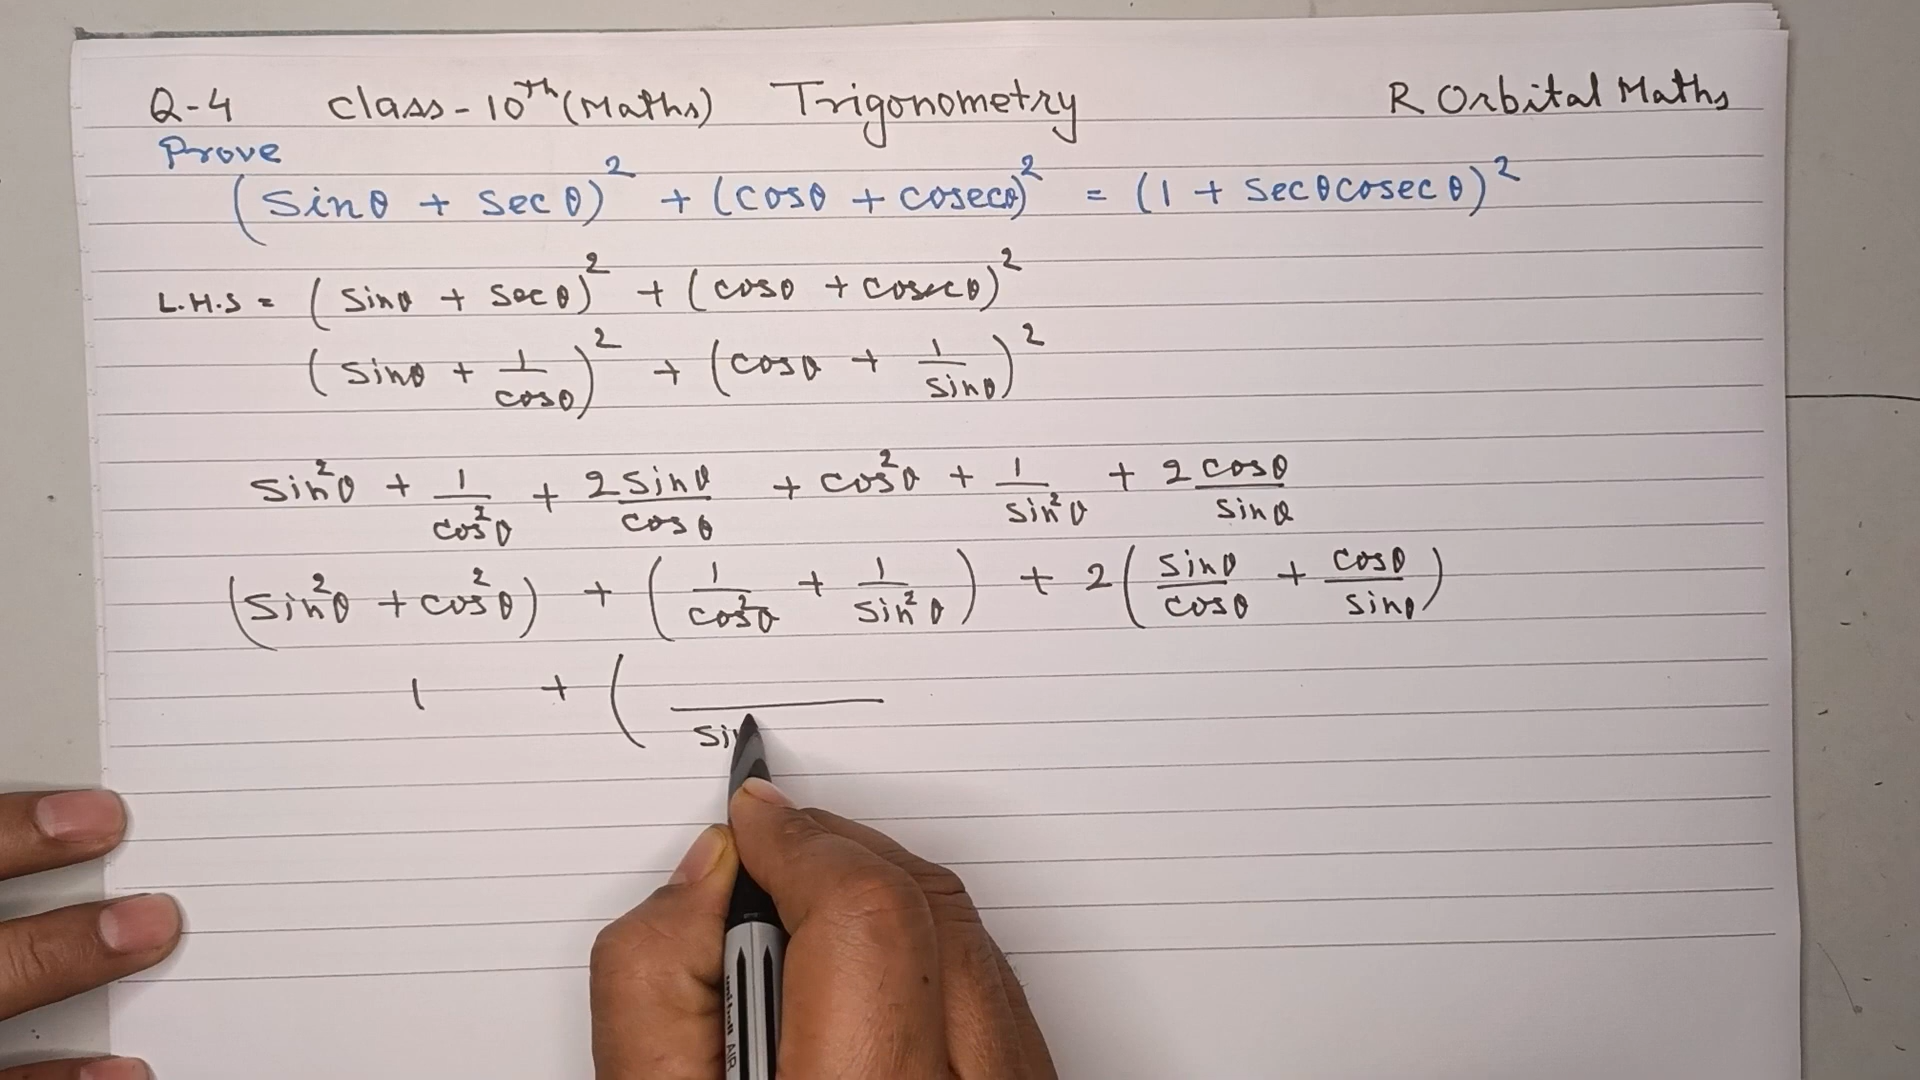 Q-4 Class-10th (Maths) Trigonometry R Orbital Maths
Prove
(sinθ + secθ)² + (cosθ + cosecθ)² = (1 + secθcosecθ)²
L.H.S = (sinθ + secθ)² + (cosθ + cosecθ)²
(sinθ + 1/cosθ)² + (cosθ + 1/sinθ)²
sin²θ + 1/cos²θ + 2sinθ/cosθ + cos²θ + 1/sin²θ + 2cosθ/sinθ
(sin²θ + cos²θ) + (1/cos²θ + 1/sin²θ) + 2(sinθ/cosθ + cosθ/sinθ)
1 + ( /